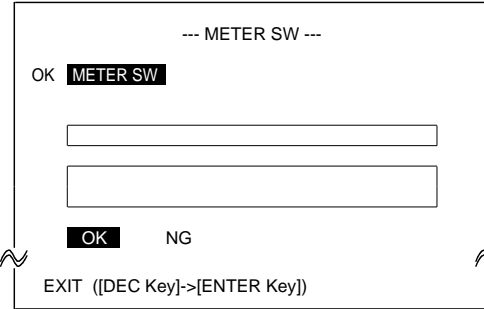 --- METER SW ---
OK METER SW
OK NG
EXIT ([DEC Key]->[ENTER Key])